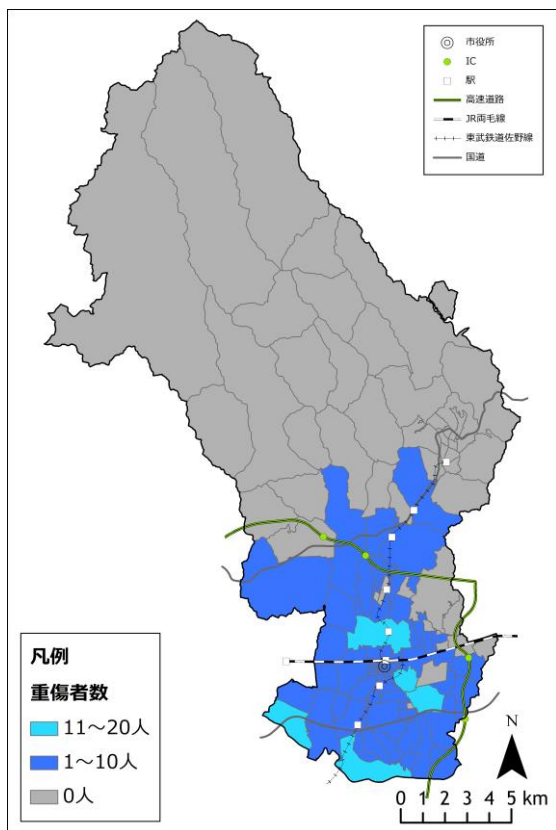 市役所
IC
駅
高速道路
JR両毛線
東武鉄道佐野線
国道
凡例
重傷者数
11～20人
1～10人
0人
N
0 1 2 3 4 5 km